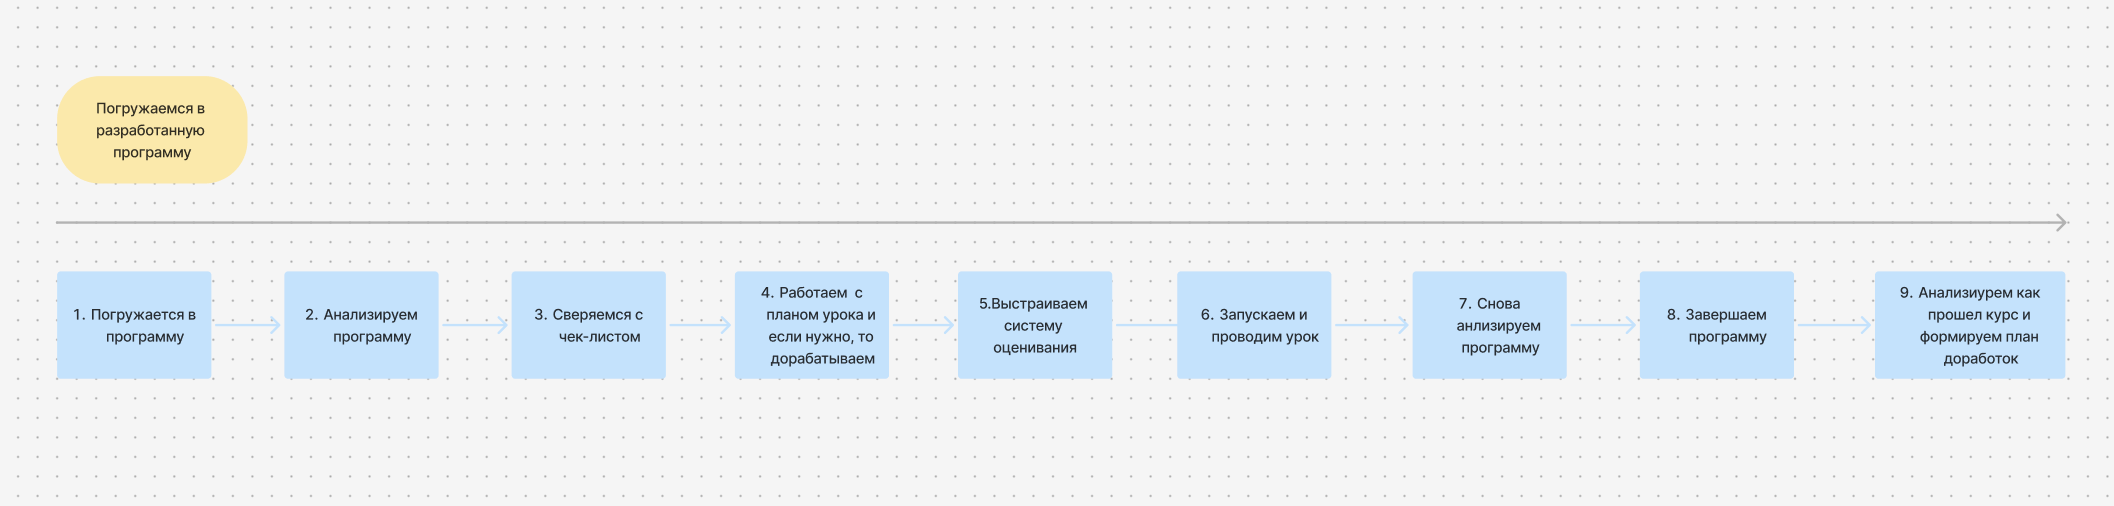 Погружаемся в
разработанную
программу
1. Погружается в
программу
2. Анализируем
программу
3. Сверяемся с
чек-листом
4. Работаем с
планом урока и
если нужно, то
дорабатываем
5.Выстраиваем
систему
оценивания
6. Запускаем и
проводим урок
7. Снова
анлизируем
программу
8. Завершаем
программу
9. Анализиурем как
прошел курс и
формируем план
доработок